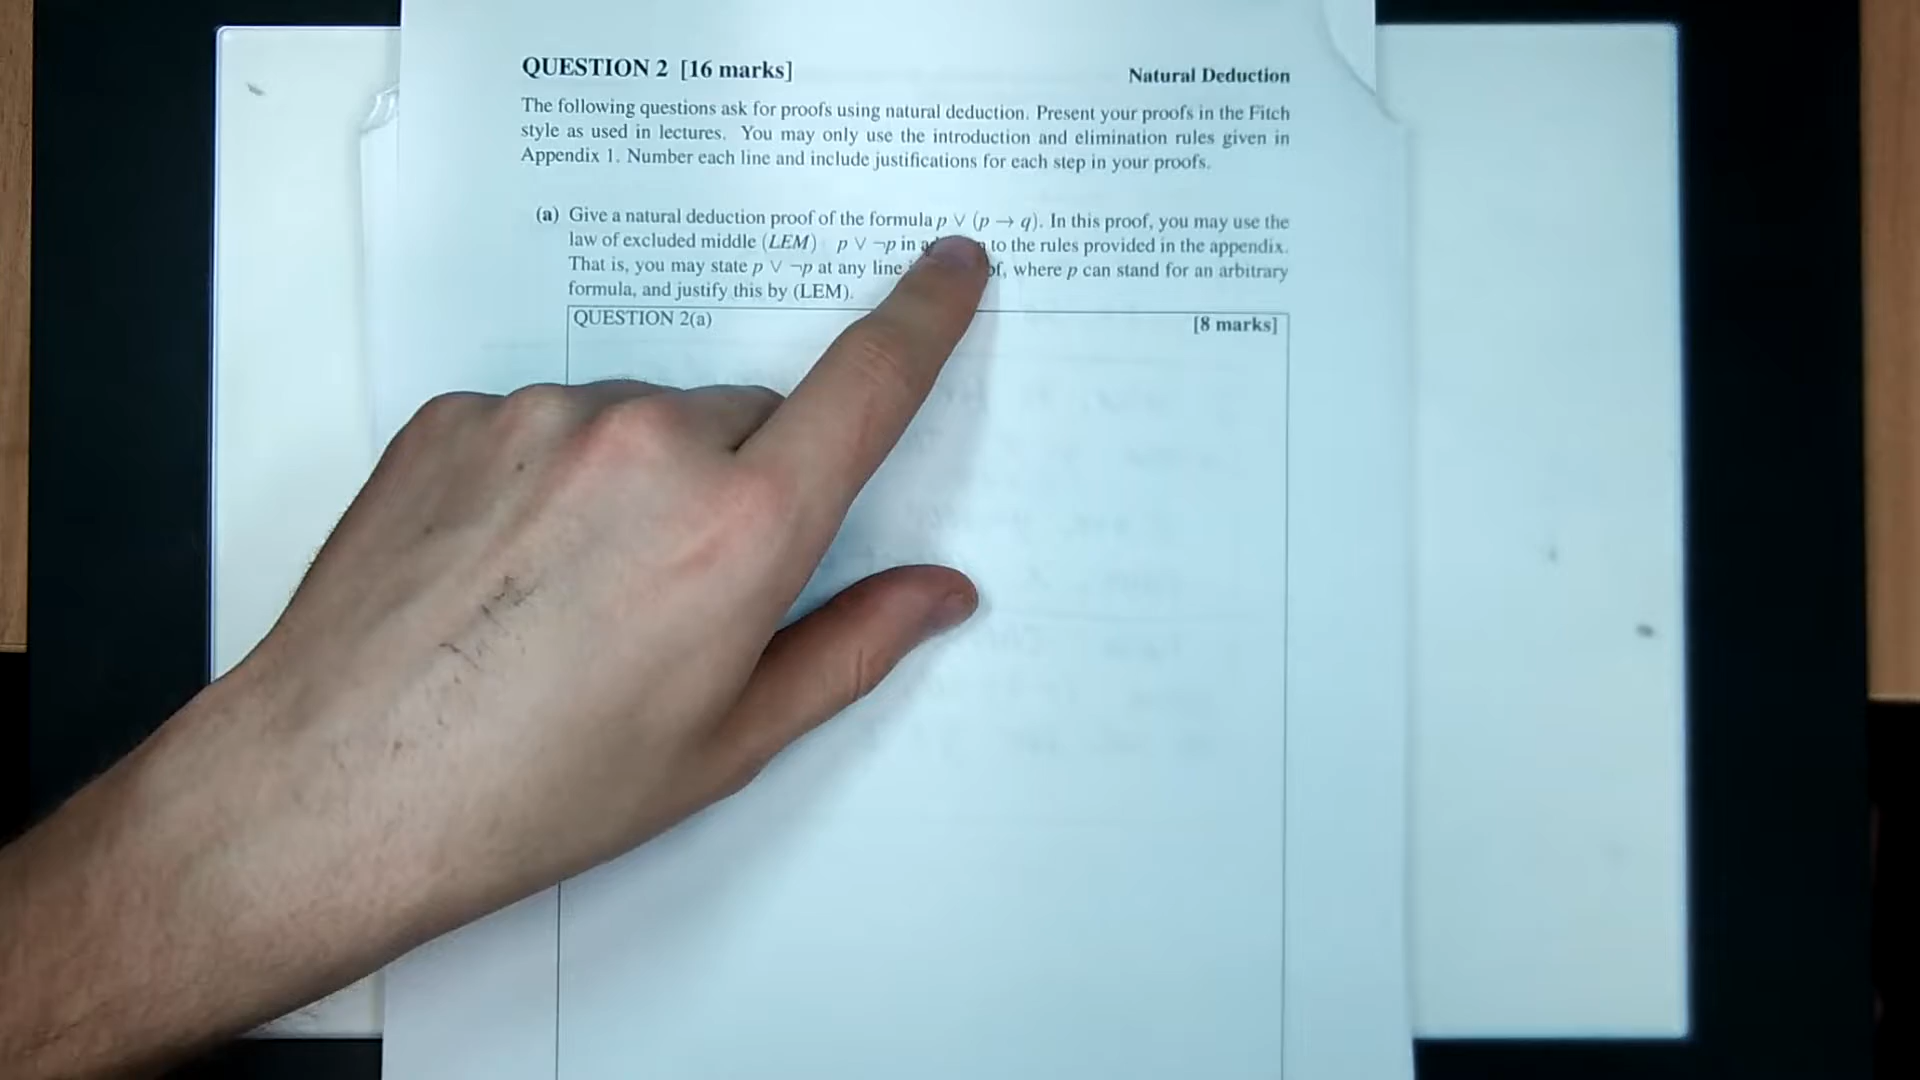 QUESTION 2 [16 marks]
Natural Deduction
The following questions ask for proofs using natural deduction. Present your proofs in the Fitch
style as used in lectures. You may only use the introduction and elimination rules given in
Appendix 1. Number each line and include justifications for each step in your proofs.
(a) Give a natural deduction proof of the formula p ∨ (p → q). In this proof, you may use the
law of excluded middle (LEM) p ∨ ¬p in to the rules provided in the appendix.
That is, you may state p ∨ ¬p at any line where p can stand for an arbitrary
formula, and justify this by (LEM).
QUESTION 2(a)
[8 marks]